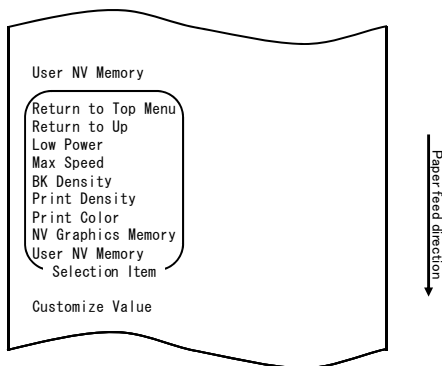 User NV Memory
Return to Top Menu
Return to Up
Low Power
Max Speed
BK Density
Print Density
Print Color
NV Graphics Memory
User NV Memory
Selection Item
Customize Value
Paper feed direction